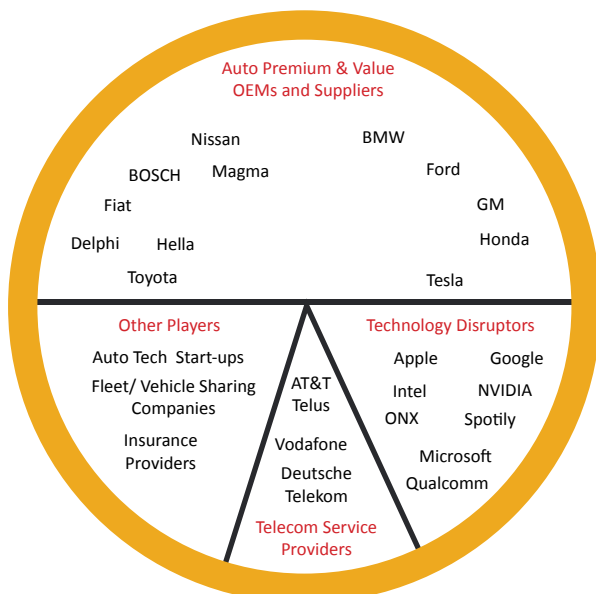 Auto Premium & Value
OEMs and Suppliers
Nissan
BMW
BOSCH
Magma
Ford
Fiat
GM
Delphi
Hella
Honda
Toyota
Tesla
Other Players
Auto Tech Start-ups
Fleet/ Vehicle Sharing
Companies
Insurance
Providers
AT&T
Telus
Vodafone
Deutsche
Telekom
Telecom Service
Providers
Technology Disruptors
Apple
Google
Intel
NVIDIA
ONX
Spotily
Microsoft
Qualcomm